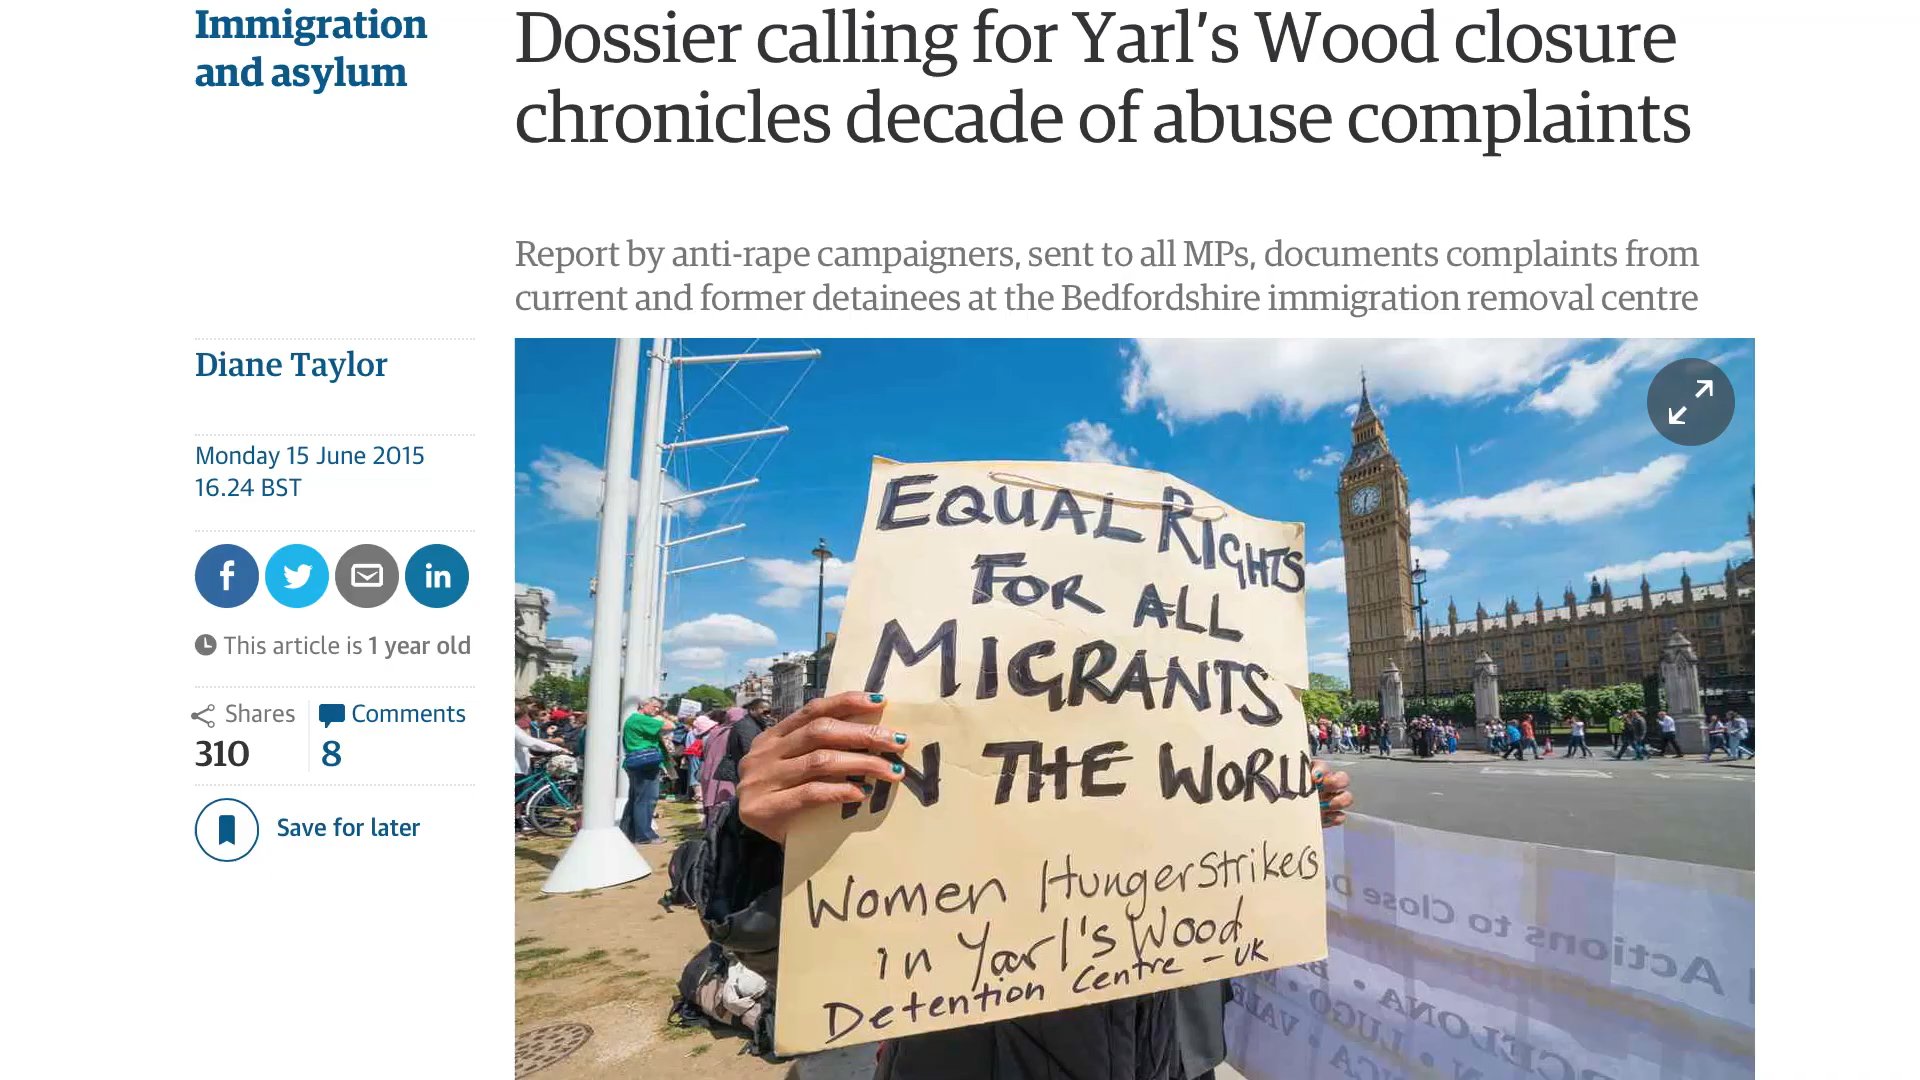 Immigration
and asylum
Dossier calling for Yarl’s Wood closure
chronicles decade of abuse complaints
Report by anti-rape campaigners, sent to all MPs, documents complaints from
current and former detainees at the Bedfordshire immigration removal centre
Diane Taylor
Monday 15 June 2015
16.24 BST
This article is 1 year old
Shares
310
Comments
8
Save for later
EQUAL RIGHTS
FOR ALL
MIGRANTS
IN THE WORLD
Women HungerStrikers
in Yarl's Wood
Detention Centre - UK
Actions to Close